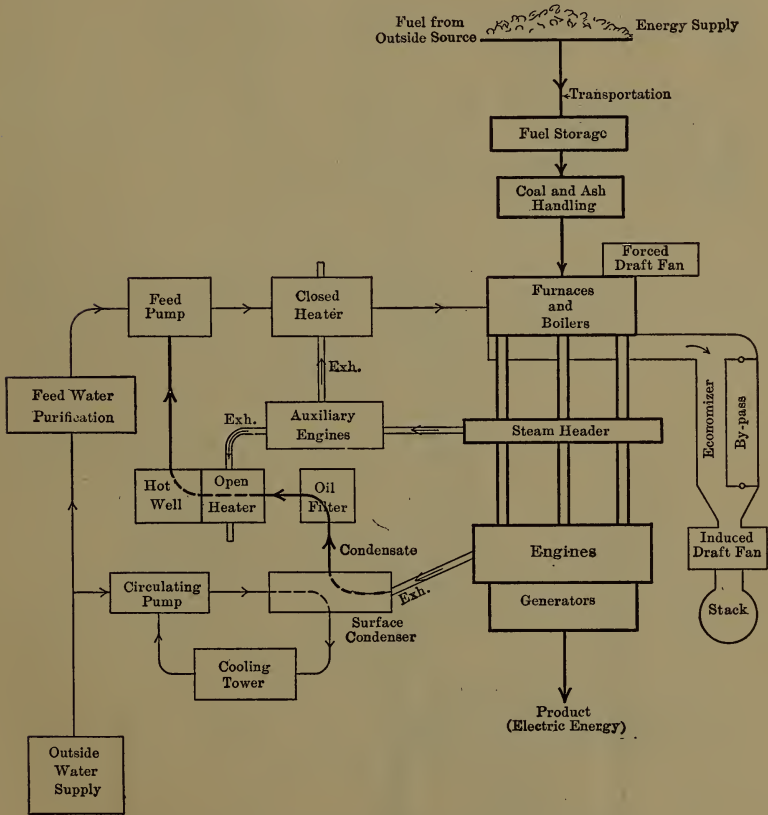 Fuel from
Outside Source
Energy Supply
Transportation
Fuel Storage
Coal and Ash
Handling
Forced
Draft Fan
Feed
Pump
Closed
Heater
Furnaces
and
Boilers
Exh.
Feed Water
Purification
Exh.
Auxiliary
Engines
Steam Header
Economizer
By-pass
Hot
Well
Open
Heater
Oil
Filter
Condensate
Engines
Induced
Draft Fan
Circulating
Pump
Exh.
Generators
Stack
Surface
Condenser
Cooling
Tower
Product
(Electric Energy)
Outside
Water
Supply